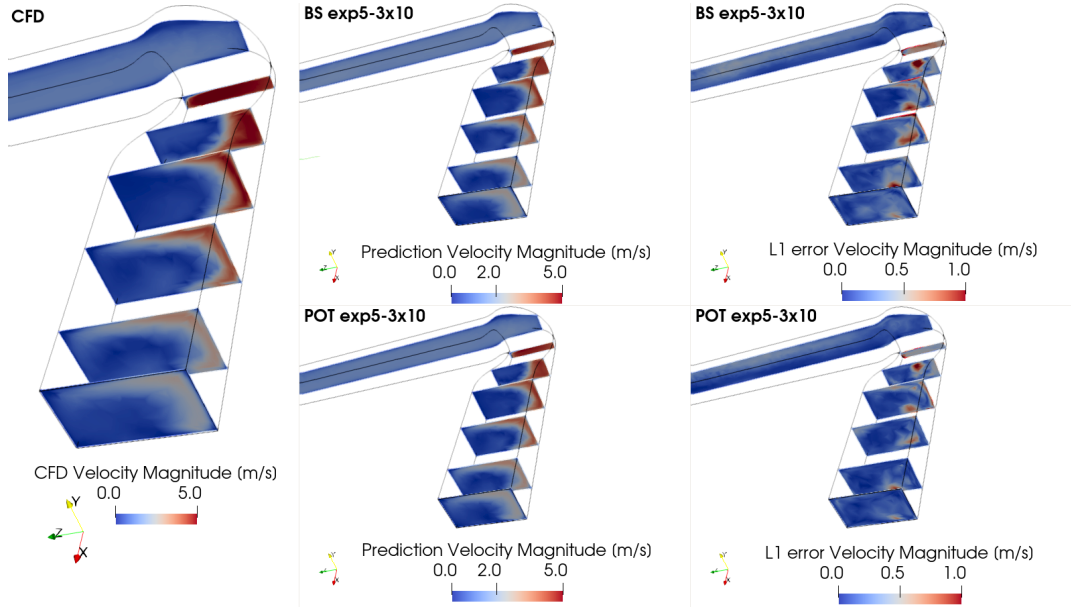 CFD
CFD Velocity Magnitude (m/s)
0.0 5.0
Y
Z
X
BS exp5-3x10
Prediction Velocity Magnitude (m/s)
0.0 2.0 5.0
Y
Z
X
BS exp5-3x10
L1 error Velocity Magnitude (m/s)
0.0 0.5 1.0
Y
Z
X
POT exp5-3x10
Prediction Velocity Magnitude (m/s)
0.0 2.0 5.0
Y
Z
X
POT exp5-3x10
L1 error Velocity Magnitude (m/s)
0.0 0.5 1.0
Y
Z
X